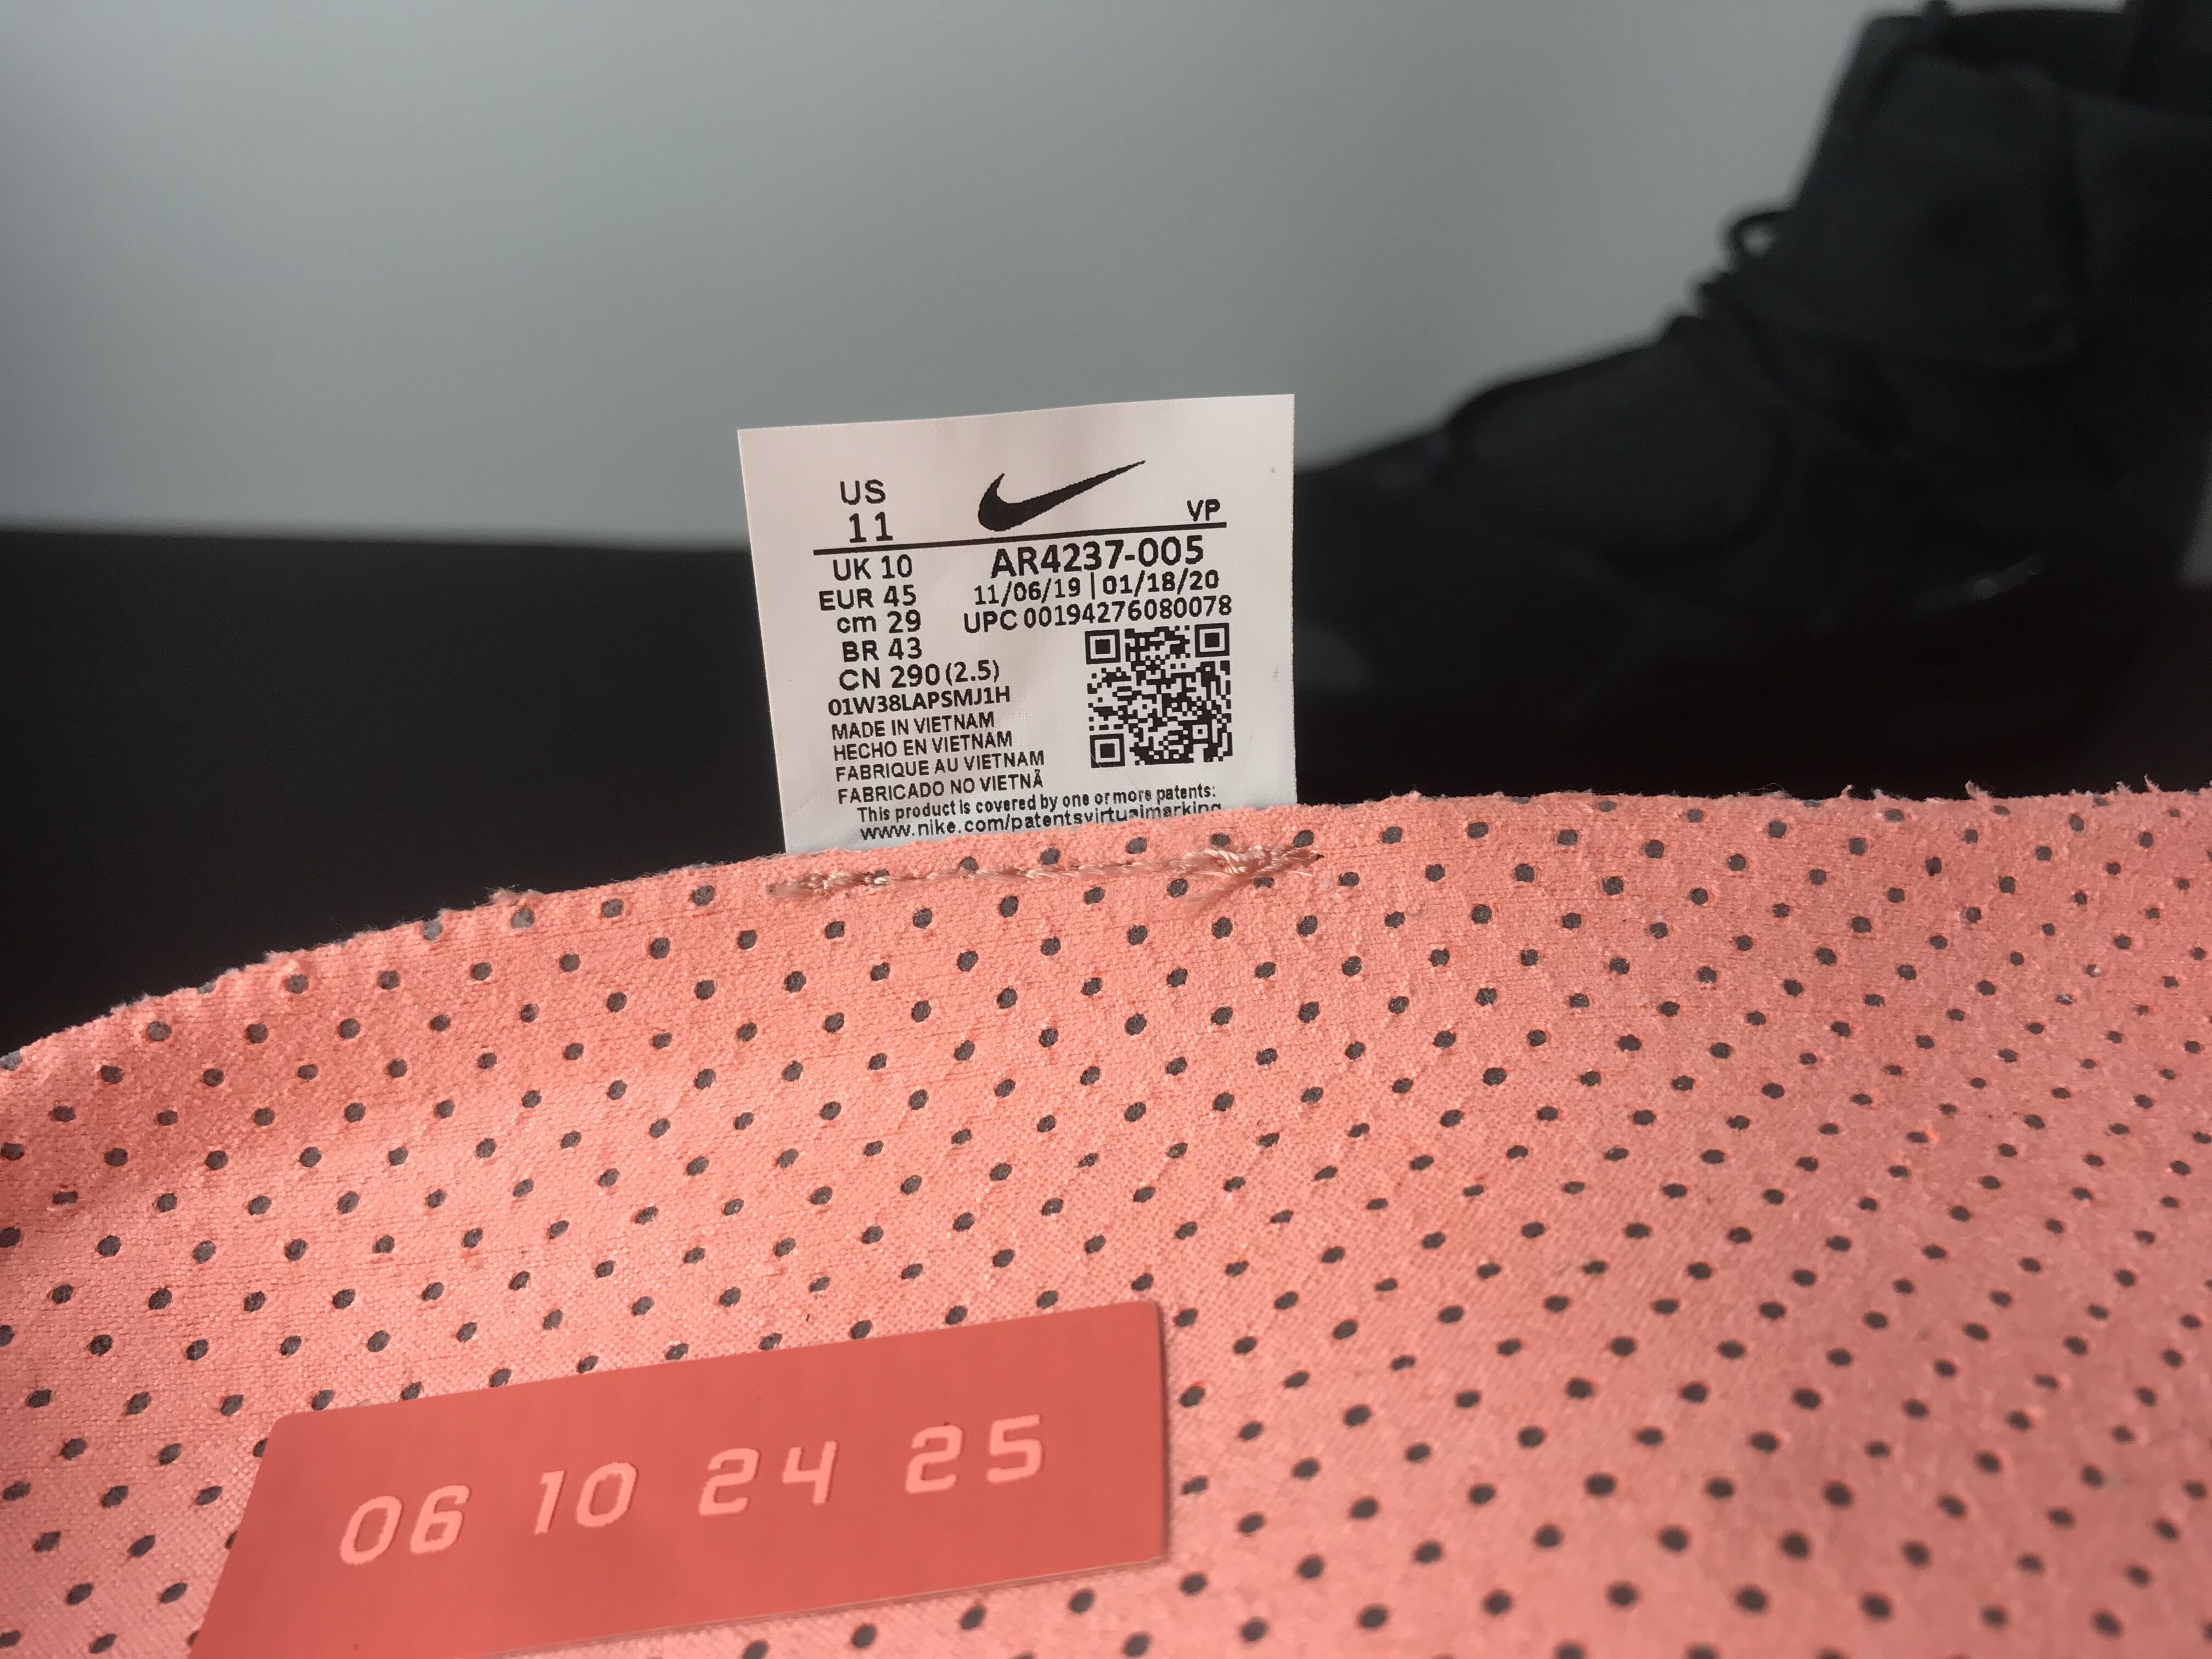 US
11
VP
UK 10
EUR 45
cm 29
BR 43
CN 290 (2.5)
AR4237-005
11/06/19 | 01/18/20
UPC 00194276080078
01W38LAPSMJ1H
MADE IN VIETNAM
HECHO EN VIETNAM
FABRIQUE AU VIETNAM
FABRICADO NO VIETNÃ
This product is covered by one or more patents:
www.nike.com/patentsvirtualmarking
06 10 24 25